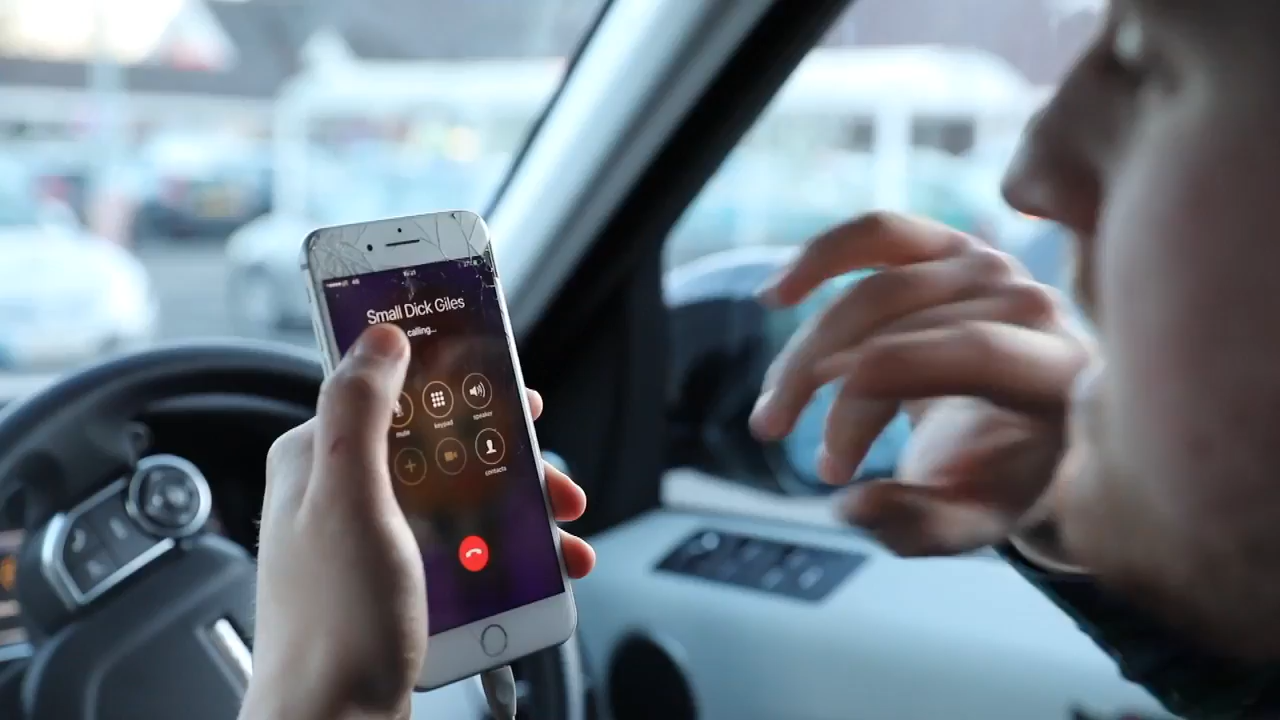 Small Dick Giles
calling...
mute
keypad
speaker
contacts